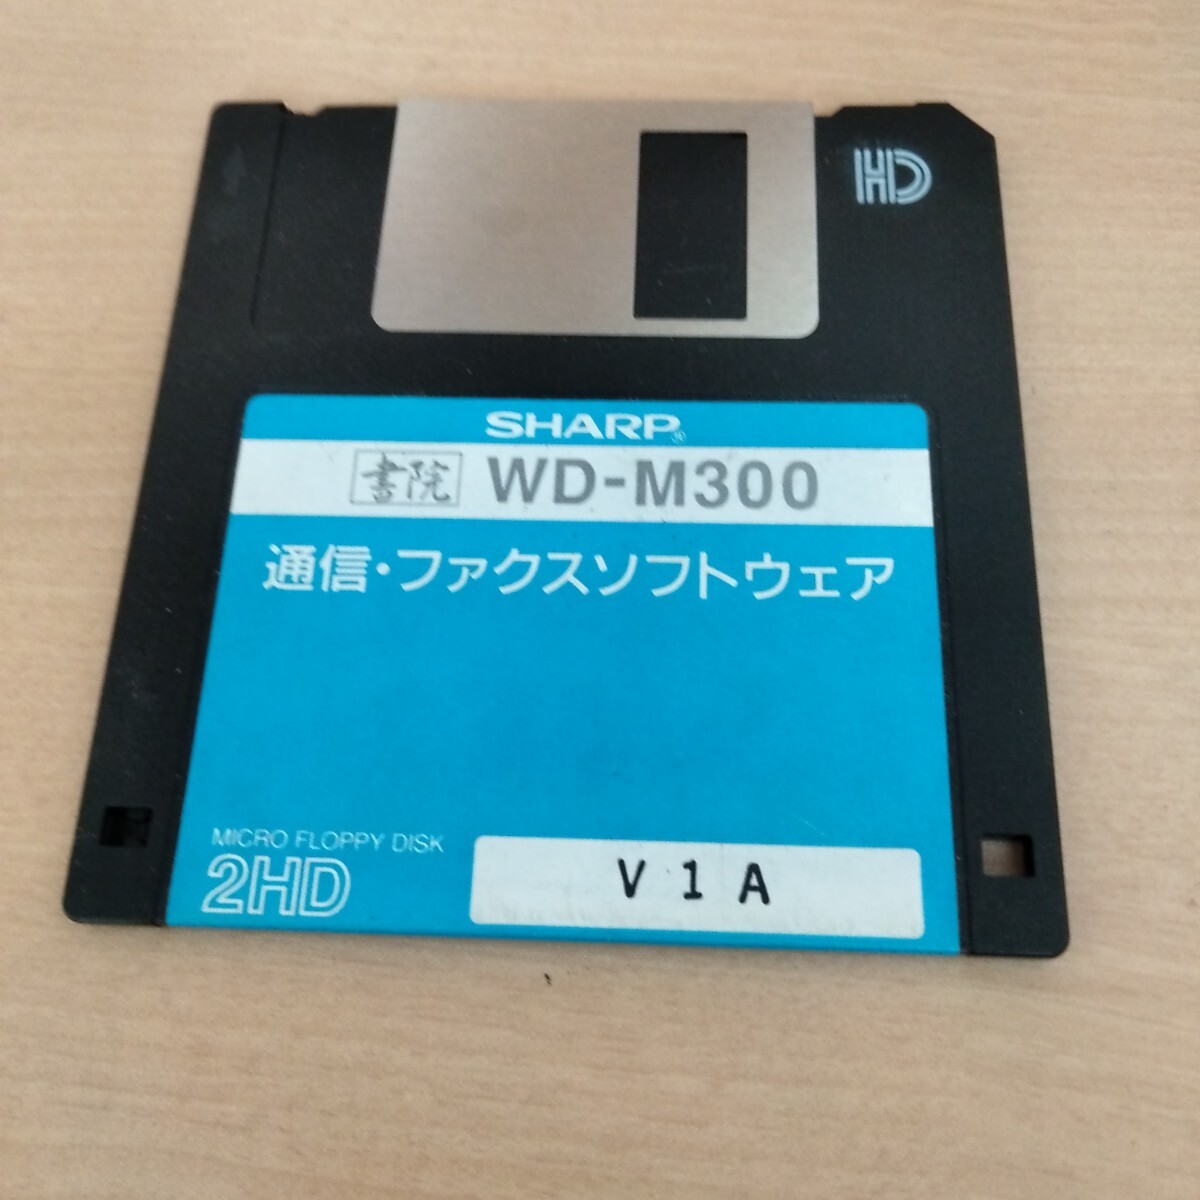 HD
SHARP®
書院 WD-M300
通信・ファクスソフトウェア
MICRO FLOPPY DISK
2HD
V 1 A